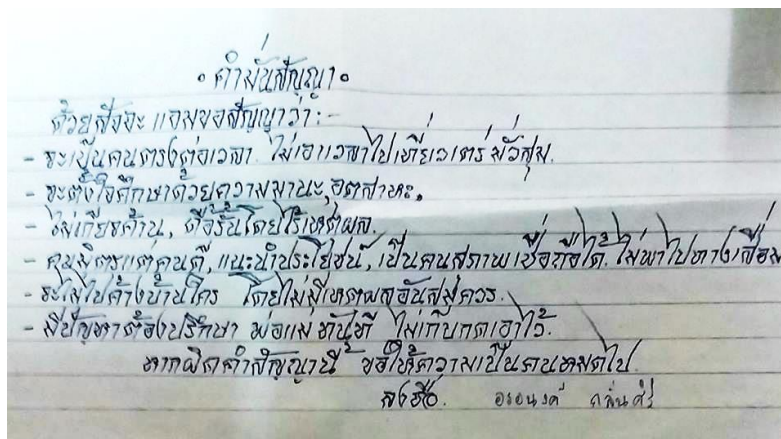 • คำมั่นสัญญา •
ด้วยสัจจะ แอมขอสัญญาว่า:-
- จะเป็นคนตรงต่อเวลา. ไม่เอาเวลาไปเที่ยวเตร่มั่วสุม.
- จะตั้งใจศึกษาด้วยความมานะ, อุตสาหะ.
- ไม่เกียจค้าน, ดื้อรั้นโดยไร้เหตุผล.
- คบมิตรแต่คนดี, แนะนำประโยชน์, เป็นคนสุภาพเชื่อถือได้. ไม่พาไปทางเสื่อม
- จะไม่ไปค้างบ้านใคร โดยไม่มีเหตุผลอันสมควร.
- มีปัญหาต้องปรึกษา พ่อแม่ ทันที ไม่เก็บกดเอาไว้.
หากผิดคำสัญญานี้ ขอให้ความเป็นคนหมดไป.
ลงชื่อ. อรอนงค์